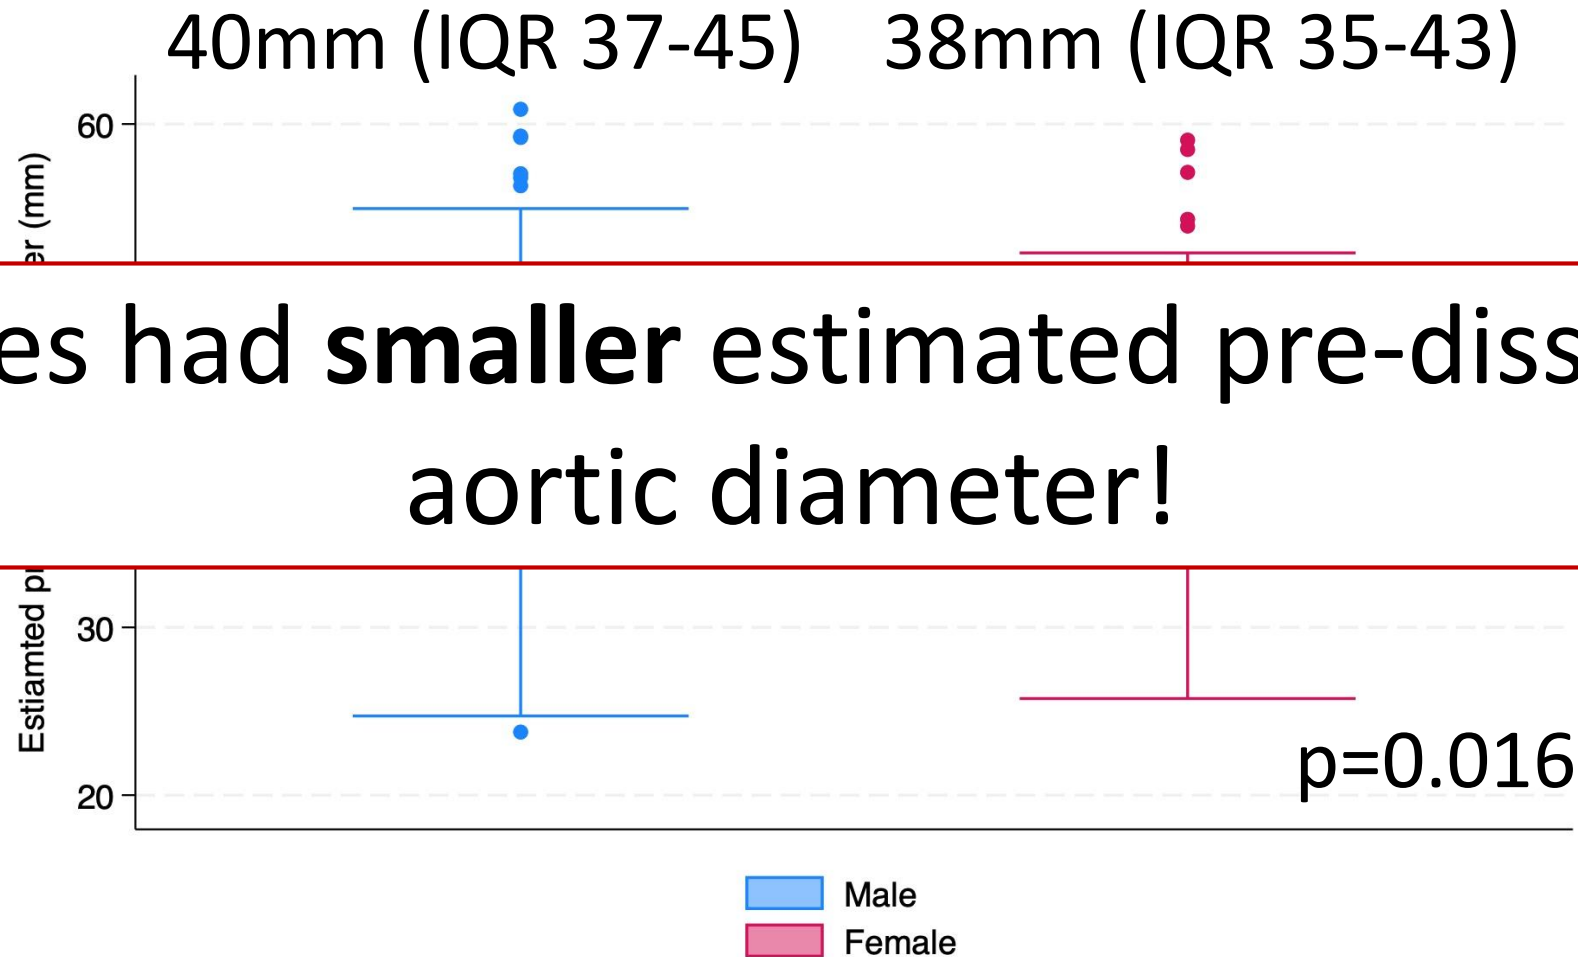 40mm (IQR 37-45) 38mm (IQR 35-43)
60
er (mm)
es had smaller estimated pre-diss
aortic diameter!
Estiamted pr
30
20
p=0.016
Male
Female